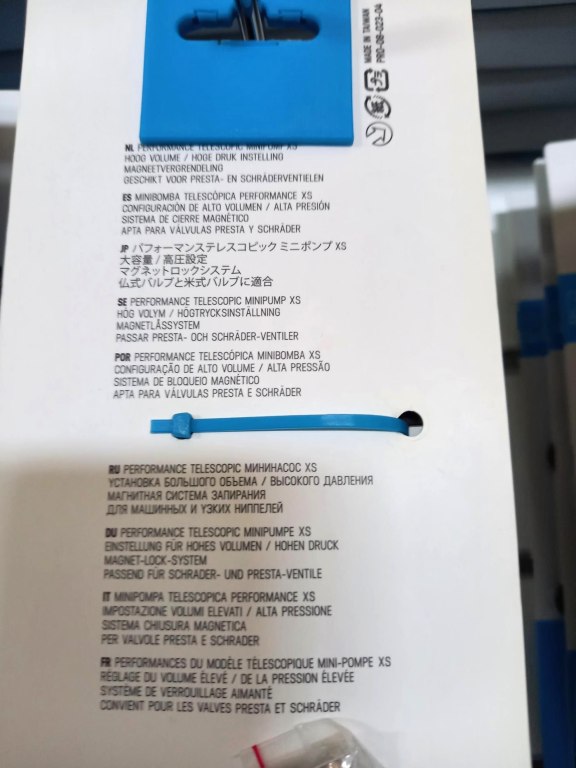 MADE IN TAIWAN
PRO-08-023-04
NL PERFORMANCE TELESCOPIC MINIPOMP XS
HOOG VOLUME / HOGE DRUK INSTELLING
MAGNEETVERGRENDELING
GESCHIKT VOOR PRESTA- EN SCHRÄDERVENTIELEN
ES MINIBOMBA TELESCÓPICA PERFORMANCE XS
CONFIGURACIÓN DE ALTO VOLUMEN / ALTA PRESIÓN
SISTEMA DE CIERRE MAGNÉTICO
APTA PARA VÁLVULAS PRESTA Y SCHRÄDER
JP パフォーマンステレスコピック ミニポンプ XS
大容量 / 高圧設定
マグネットロックシステム
仏式バルブと米式バルブに適合
SE PERFORMANCE TELESCOPIC MINIPUMP XS
HÖG VOLYM / HÖGTRYCKSINSTÄLLNING
MAGNETLÅSSYSTEM
PASSAR PRESTA- OCH SCHRÄDER-VENTILER
POR PERFORMANCE TELESCÓPICA MINIBOMBA XS
CONFIGURAÇÃO DE ALTO VOLUME / ALTA PRESSÃO
SISTEMA DE BLOQUEIO MAGNÉTICO
APTA PARA VÁLVULAS PRESTA E SCHRÄDER
RU PERFORMANCE TELESCOPIC МИНИНАСОС XS
УСТАНОВКА БОЛЬШОГО ОБЪЕМА / ВЫСОКОГО ДАВЛЕНИЯ
МАГНИТНАЯ СИСТЕМА ЗАПИРАНИЯ
ДЛЯ МАШИННЫХ И УЗКИХ НИППЕЛЕЙ
DU PERFORMANCE TELESCOPIC MINIPUMPE XS
EINSTELLUNG FÜR HOHES VOLUMEN / HOHEN DRUCK
MAGNET-LOCK-SYSTEM
PASSEND FÜR SCHRADER- UND PRESTA-VENTILE
IT MINIPOMPA TELESCOPICA PERFORMANCE XS
IMPOSTAZIONE VOLUMI ELEVATI / ALTA PRESSIONE
SISTEMA CHIUSURA MAGNETICA
PER VALVOLE PRESTA E SCHRADER
FR PERFORMANCES DU MODÈLE TÉLESCOPIQUE MINI-POMPE XS
RÉGLAGE DU VOLUME ÉLEVÉ / DE LA PRESSION ÉLEVÉE
SYSTÈME DE VERROUILLAGE AIMANTÉ
CONVIENT POUR LES VALVES PRESTA ET SCHRÄDER